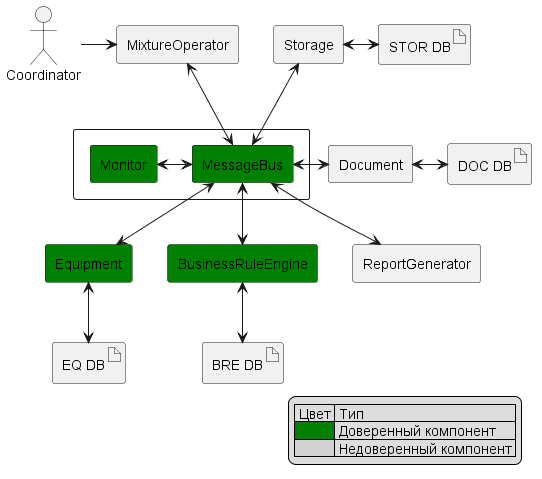 Coordinator
MixtureOperator
Storage
STOR DB
Monitor
MessageBus
Document
DOC DB
Equipment
BusinessRuleEngine
ReportGenerator
EQ DB
BRE DB
Цвет Тип
Доверенный компонент
Недоверенный компонент